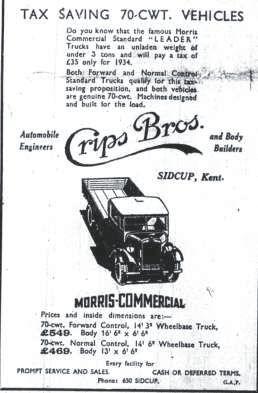 TAX SAVING 70-CWT. VEHICLES
Do you know that the famous Morris
Commercial Standard "LEADER"
Trucks have an unladen weight of
under 3 tons and will pay a tax of
£35 only for 1934.
Both Forward and Normal Control
Standard Trucks qualify for this tax-
saving proposition, and both vehicles
are genuine 70-cwt. Machines designed
and built for the load.
Automobile
Engineers
Crips Bros.
and Body
Builders
SIDCUP, Kent.
MORRIS-COMMERCIAL
Prices and inside dimensions are:—
70-cwt. Forward Control, 14' 3" Wheelbase Truck,
£549. Body 16' 6" x 6' 6"
70-cwt. Normal Control, 14' 6" Wheelbase Truck,
£469. Body 13' x 6' 6"
Every facility for
PROMPT SERVICE AND SALES. CASH OR DEFERRED TERMS.
Phone: 650 SIDCUP. G.A.P.